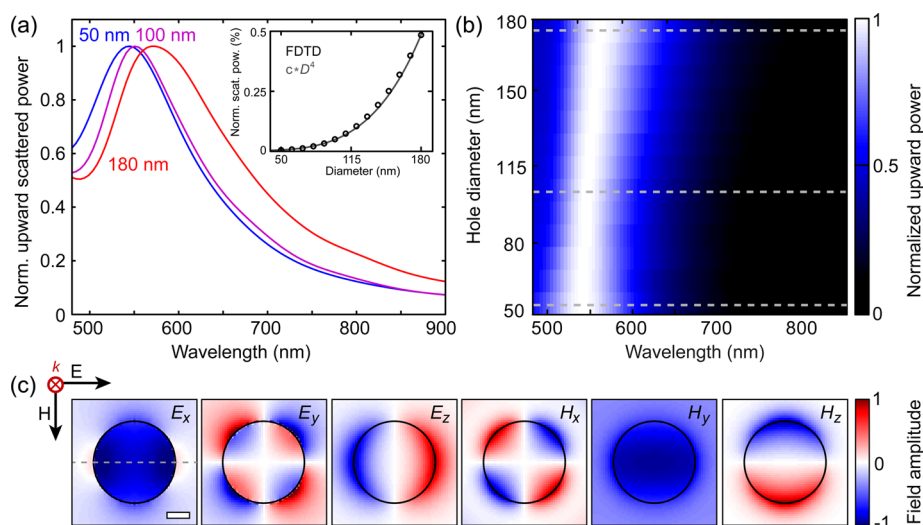 (a)
50 nm
100 nm
180 nm
Norm. upward scattered power
1
0.8
0.6
0.4
0.2
0
500
600
700
800
900
Wavelength (nm)
FDTD
c*D⁴
Norm. scat. pow. (%)
0.5
0.25
0
50
115
180
Diameter (nm)
(b)
Hole diameter (nm)
180
150
115
80
50
500
600
700
800
Wavelength (nm)
1
0.5
0
Normalized upward power
(c)
k
E
H
Eₓ
E_y
E_z
Hₓ
H_y
H_z
1
0
-1
Field amplitude